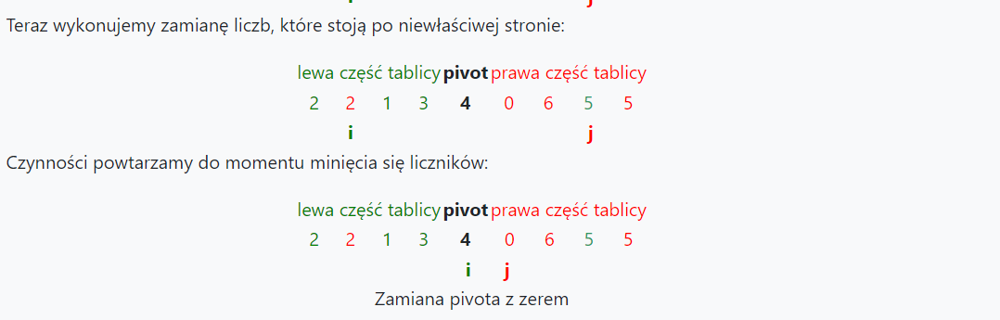 Teraz wykonujemy zamianę liczb, które stoją po niewłaściwej stronie:
lewa część tablicy pivot prawa część tablicy
2 2 1 3 4 0 6 5 5
i j
Czynności powtarzamy do momentu minięcia się liczników:
lewa część tablicy pivot prawa część tablicy
2 2 1 3 4 0 6 5 5
i j
Zamiana pivota z zerem